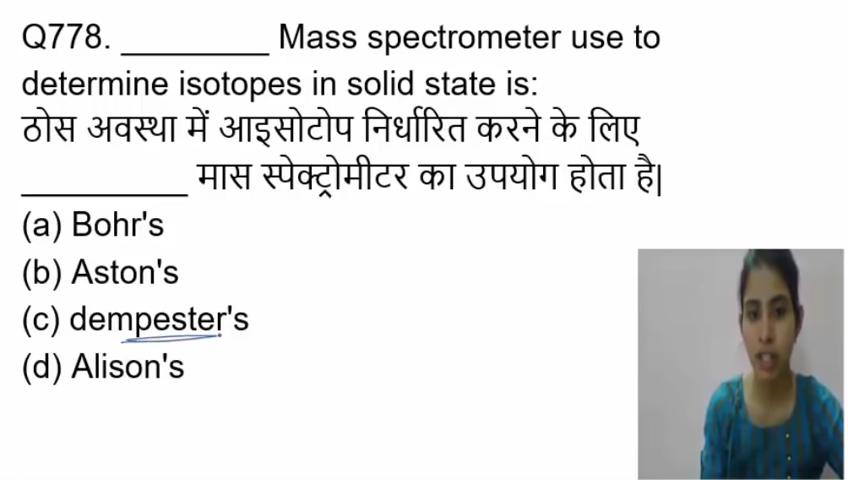 Q778. _________ Mass spectrometer use to
determine isotopes in solid state is:
ठोस अवस्था में आइसोटोप निर्धारित करने के लिए
__________ मास स्पेक्ट्रोमीटर का उपयोग होता है|
(a) Bohr's
(b) Aston's
(c) dempester's
(d) Alison's